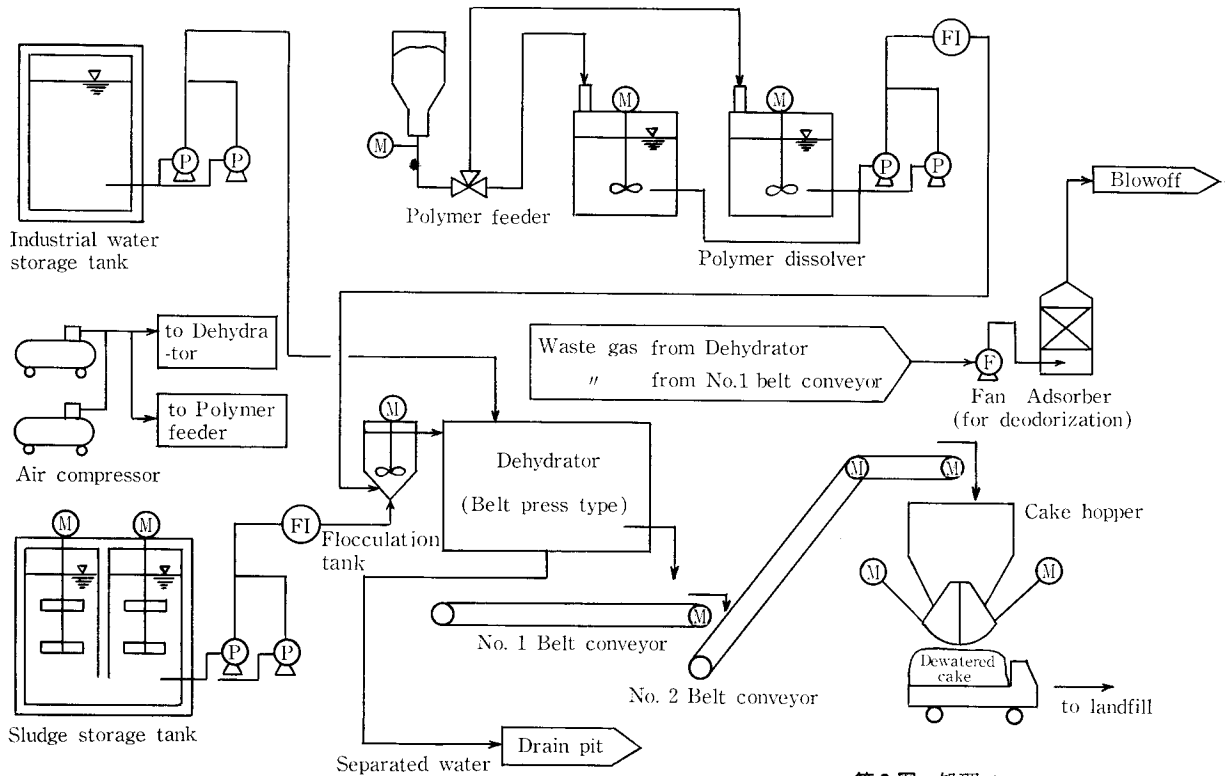 FI
M
M
M
P
P
P
P
Blowoff
Polymer feeder
Industrial water
storage tank
Polymer dissolver
to Dehydra
-tor
Waste gas from Dehydrator
〃 from No.1 belt conveyor
F
Fan Adsorber
(for deodorization)
to Polymer
feeder
M
Air compressor
Dehydrator
(Belt press type)
M
M
Cake hopper
M
M
FI
Flocculation
tank
M
M
M
No. 1 Belt conveyor
P
P
Dewatered
cake
No. 2 Belt conveyor
to landfill
Sludge storage tank
Drain pit
Separated water